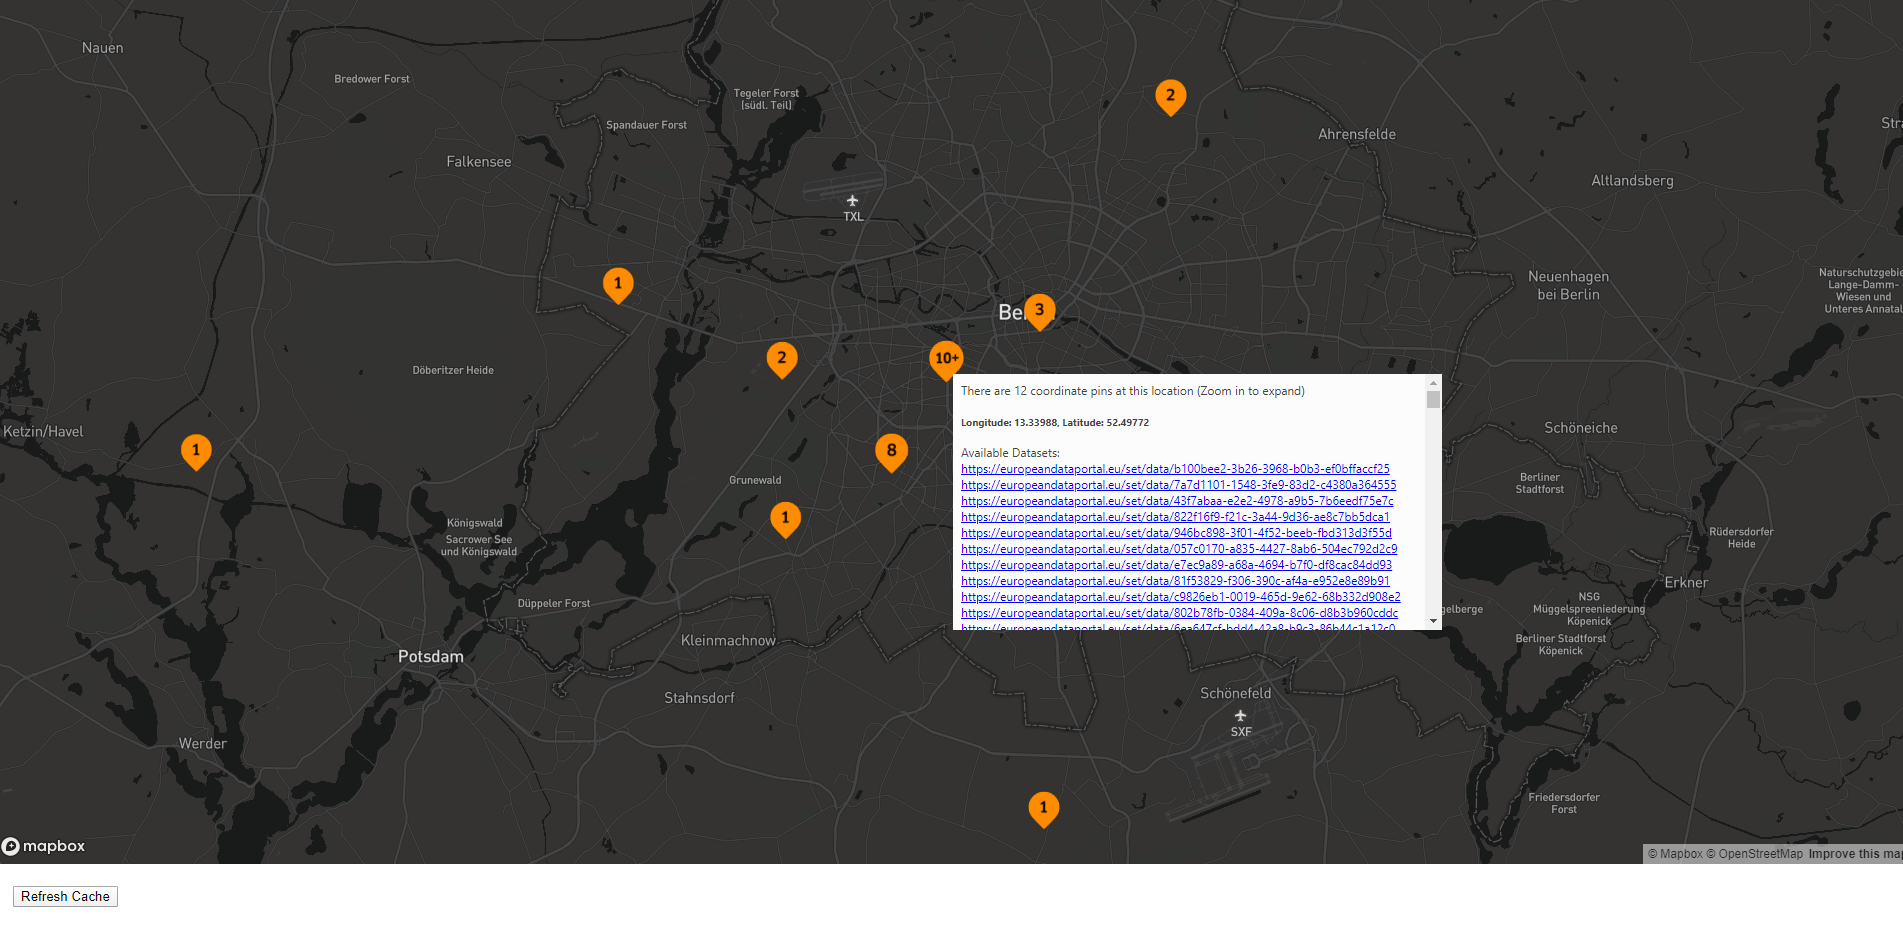 Nauen
Bredower Forst
Tegeler Forst
(südl. Teil)
2
Spandauer Forst
Ahrensfelde
Falkensee
Altlandsberg
TXL
1
Neuenhagen
bei Berlin
Naturschutzgebie
Lange-Damm-
Wiesen und
Unteres Annatal
3
2
10+
Döberitzer Heide
There are 12 coordinate pins at this location (Zoom in to expand)
Longitude: 13.33988, Latitude: 52.49772
Available Datasets:
https://europeandataportal.eu/set/data/b100bee2-3b26-3968-b0b3-ef0bffaccf25
https://europeandataportal.eu/set/data/7a7d1101-1548-3fe9-83d2-c4380a364555
https://europeandataportal.eu/set/data/43f7abaa-e2e2-4978-a9b5-7b6eedf75e7c
https://europeandataportal.eu/set/data/822f16f9-f21c-3a44-9d36-ae8c7bb5dca1
https://europeandataportal.eu/set/data/946bc898-3f01-4f52-beeb-fbd313d3f55d
https://europeandataportal.eu/set/data/057c0170-a835-4427-8ab6-504ec792d2c9
https://europeandataportal.eu/set/data/e7ec9a89-a68a-4694-b7f0-df8cac84dd93
https://europeandataportal.eu/set/data/81f53829-f306-390c-af4a-e952e8e89b91
https://europeandataportal.eu/set/data/c9826eb1-0019-465d-9e62-68b332d908e2
https://europeandataportal.eu/set/data/802b78fb-0384-409a-8c06-d8b3b960cddc
https://europeandataportal.eu/set/data/6ea647cf-bdd4-42a8-b9c3-86b44c1a12c0
Ketzin/Havel
1
8
Schöneiche
Grunewald
Berliner
Stadtforst
1
Königswald
Sacrower See
und Königswald
Rüdersdorfer
Heide
Erkner
Düppeler Forst
NSG
Müggelspreeniederung
Köpenick
gelberge
Kleinmachnow
Berliner Stadtforst
Köpenick
Potsdam
Stahnsdorf
Schönefeld
SXF
Werder
1
Friedersdorfer
Forst
mapbox
© Mapbox © OpenStreetMap Improve this map
Refresh Cache